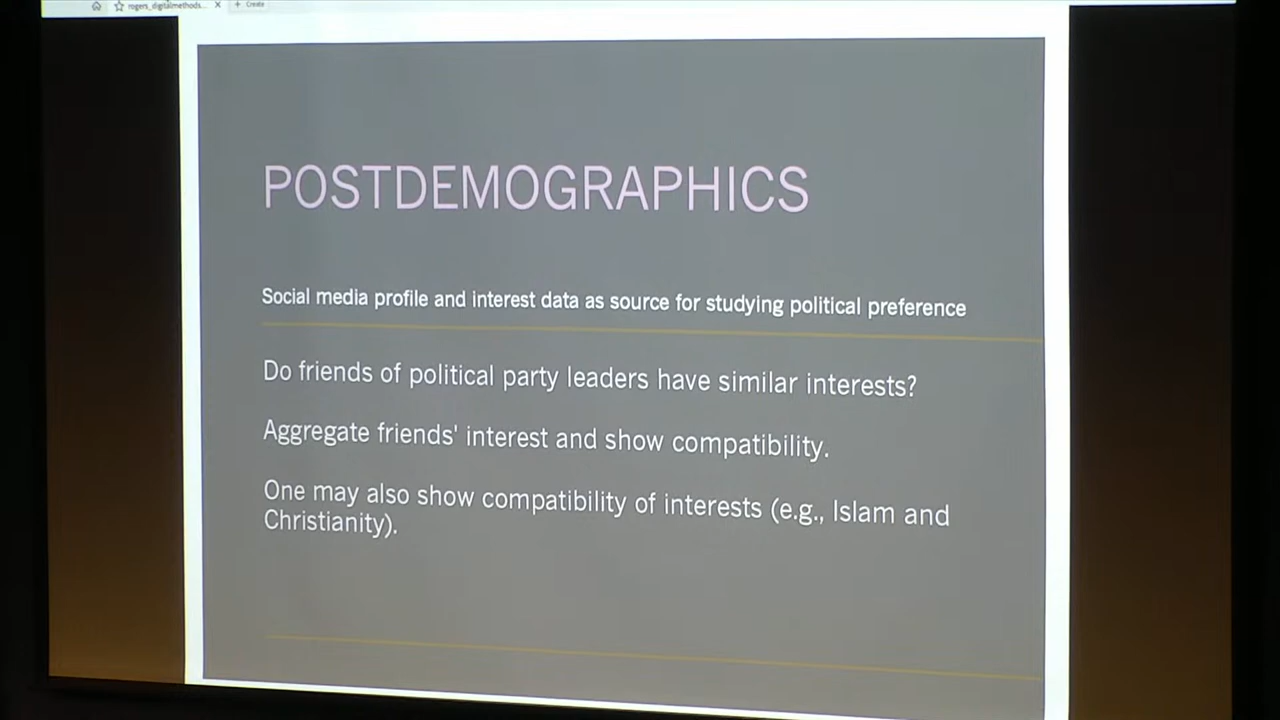 rogers_digitalmethods...
Create
POSTDEMOGRAPHICS
Social media profile and interest data as source for studying political preference
Do friends of political party leaders have similar interests?
Aggregate friends' interest and show compatibility.
One may also show compatibility of interests (e.g., Islam and
Christianity).